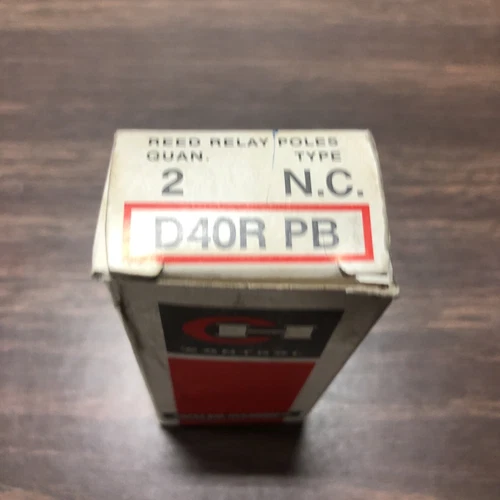 REED RELAY POLES
QUAN. TYPE
2 N.C.
D40R PB
CONTROL